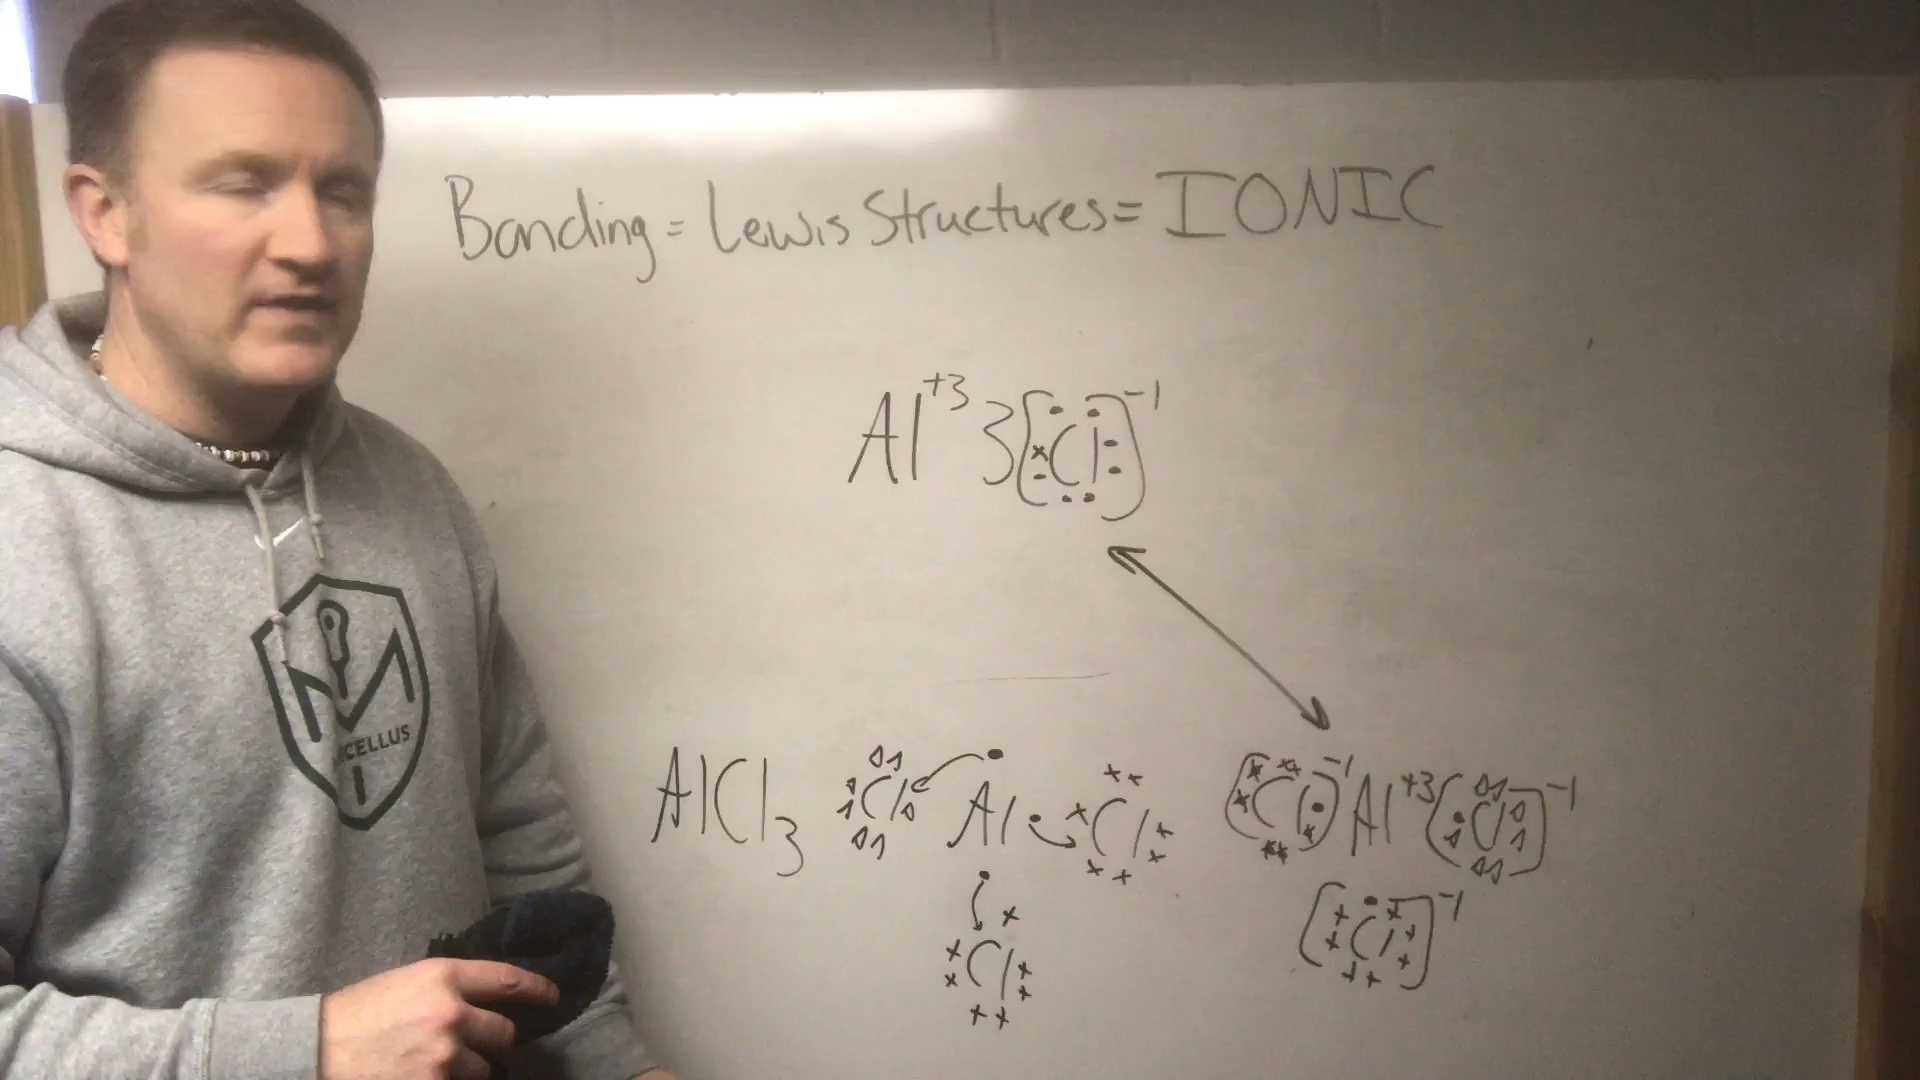 Bonding = Lewis Structures = IONIC
Al+3 3[Cl]-1
AlCl3 Cl Al Cl [Cl]-1 Al+3 [Cl]-1
Cl [Cl]-1
M